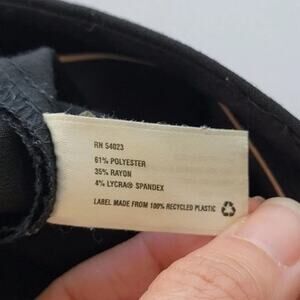 RN 54023
61% POLYESTER
35% RAYON
4% LYCRA® SPANDEX
LABEL MADE FROM 100% RECYCLED PLASTIC